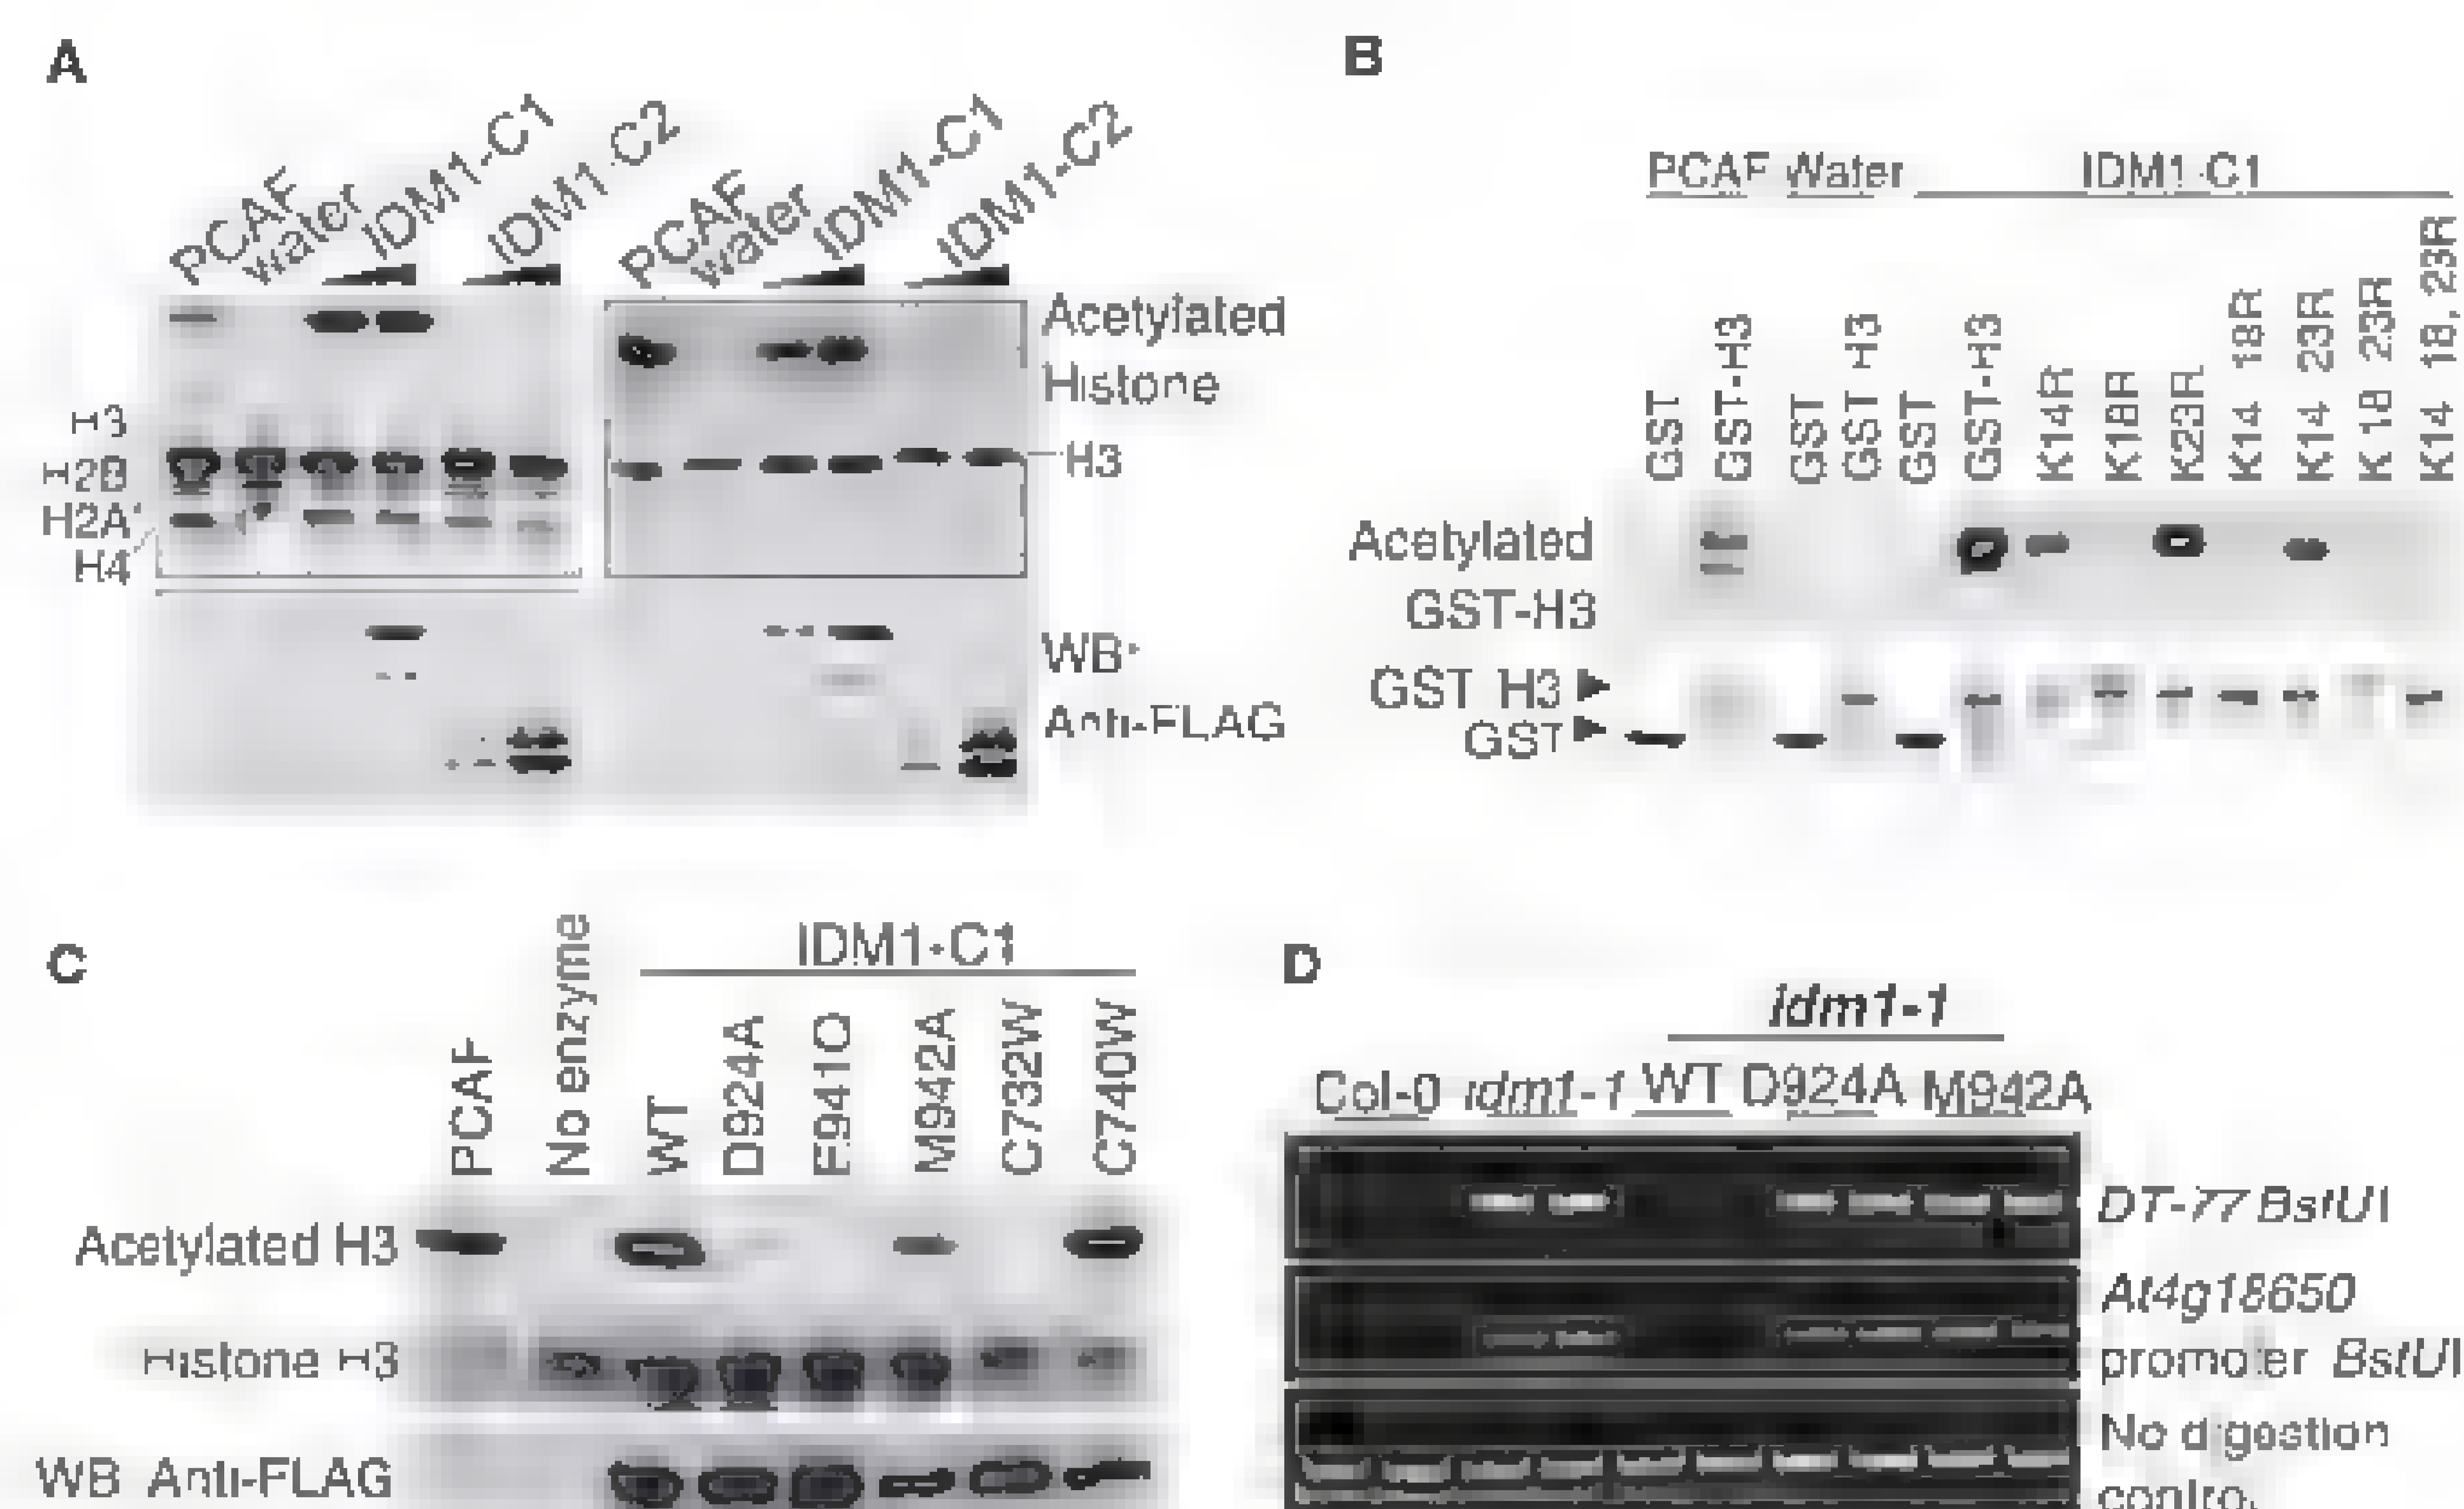 A
PCAF
water
IDM1-C1
IDM1 C2
PCAF
water
IDM1-C1
IDM1-C2
Acetylated
Histone
H3
H2B
H2A
H4
H3
WB
Anti-FLAG
B
PCAF Water IDM1 C1
GST
GST-H3
GST
GST H3
GST
GST-H3
K14R
K18R
K23R
K14 18R
K14 23R
K 18 23R
K14 18, 23R
Acetylated
GST-H3
GST H3
GST
C
IDM1-C1
PCAF
No enzyme
WT
D924A
M942A
C732W
C740W
Acetylated H3
Histone H3
WB Anti-FLAG
D
idm1-1
Col-0 idm1-1 WT D924A M942A
DT-77 BstUI
At4g18650
promoter BstUI
No digestion